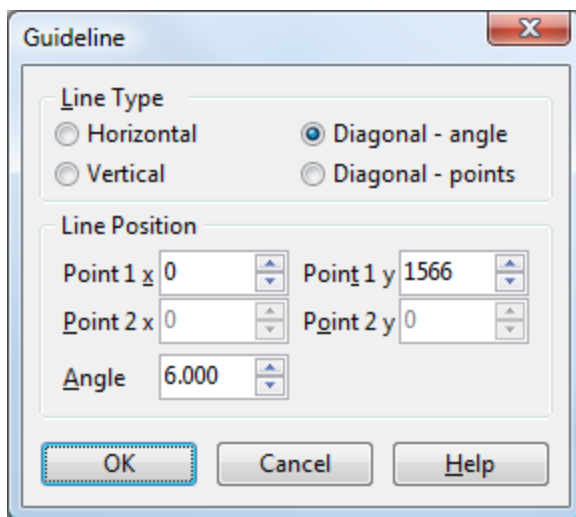 Guideline
Line Type
Horizontal
Diagonal - angle
Vertical
Diagonal - points
Line Position
Point 1 x 0 Point 1 y 1566
Point 2 x 0 Point 2 y 0
Angle 6.000
OK Cancel Help